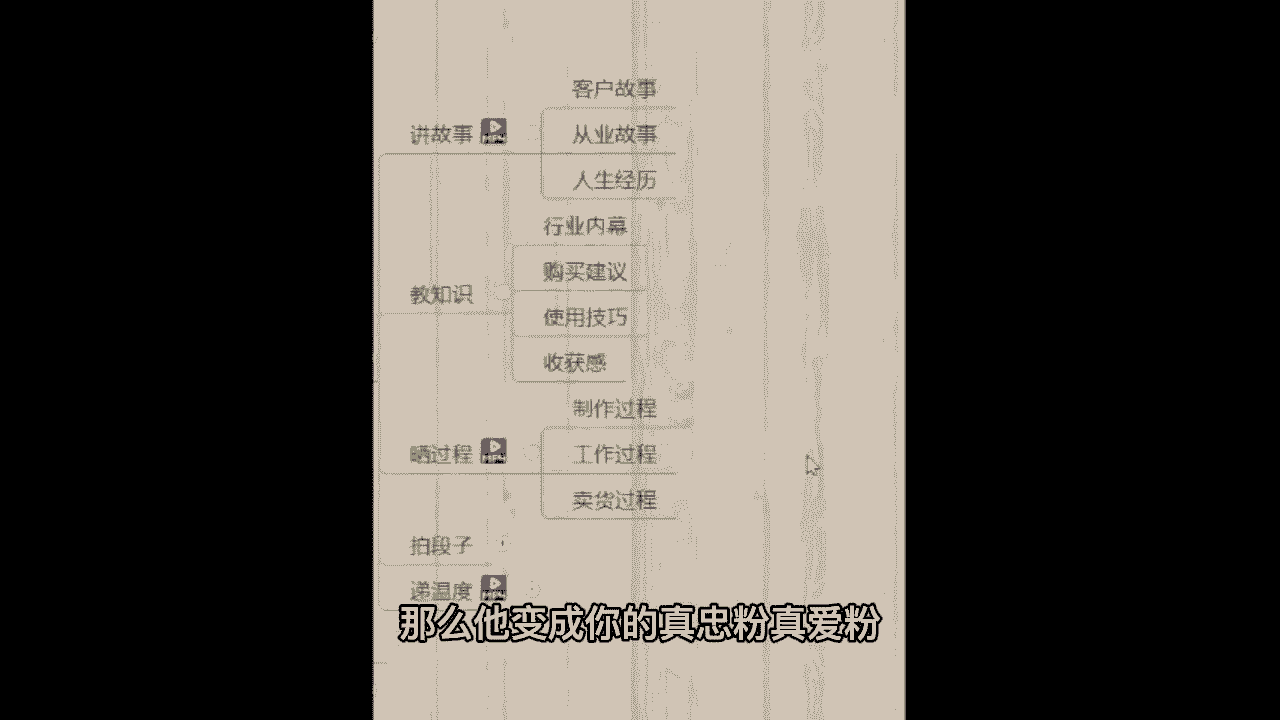 客户故事
讲故事
从业故事
人生经历
行业内幕
购买建议
教知识
使用技巧
收获感
制作过程
晒过程
工作过程
卖货过程
拍段子
递温度
那么他变成你的真忠粉真爱粉